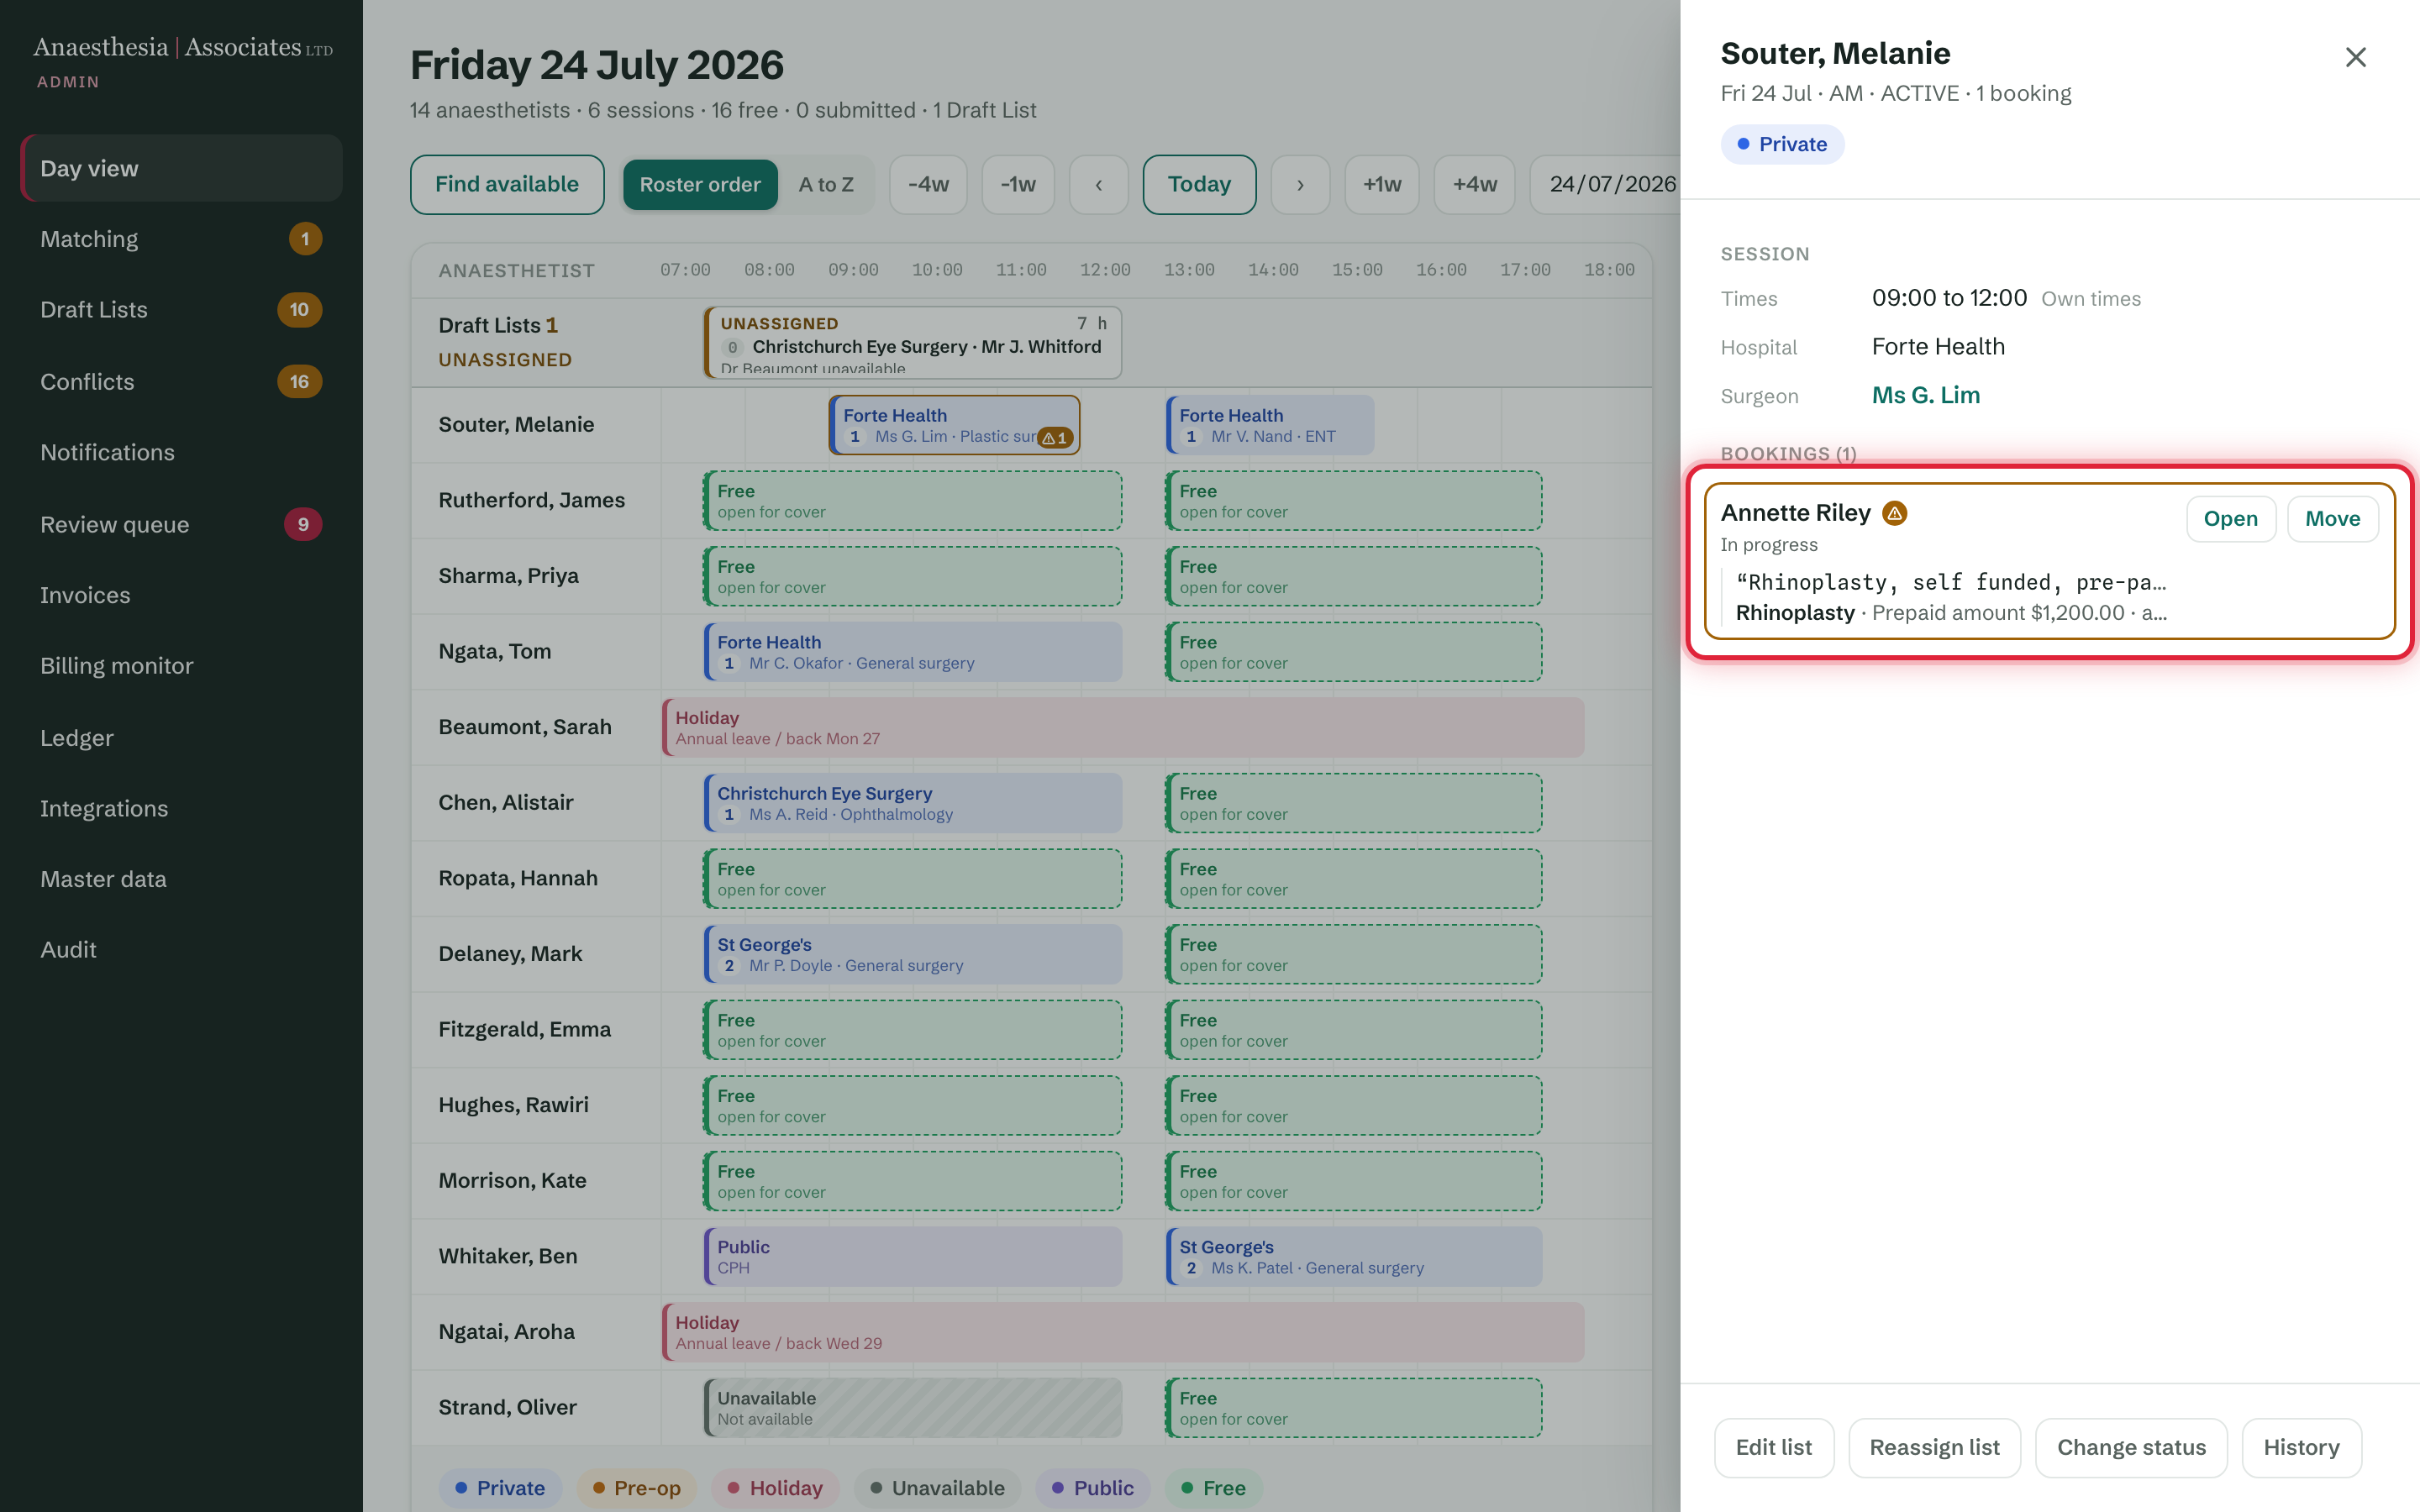 Anaesthesia | Associates LTD
ADMIN
Day view
Matching 1
Draft Lists 10
Conflicts 16
Notifications
Review queue 9
Invoices
Billing monitor
Ledger
Integrations
Master data
Audit
Friday 24 July 2026
14 anaesthetists · 6 sessions · 16 free · 0 submitted · 1 Draft List
Find available Roster order A to Z -4w -1w ‹ Today › +1w +4w 24/07/2026
ANAESTHETIST 07:00 08:00 09:00 10:00 11:00 12:00 13:00 14:00 15:00 16:00 17:00 18:00
Draft Lists 1
UNASSIGNED
UNASSIGNED 7 h
0 Christchurch Eye Surgery · Mr J. Whitford
Dr Beaumont unavailable
Souter, Melanie
Forte Health
1 Ms G. Lim · Plastic sur 1
Forte Health
1 Mr V. Nand · ENT
Rutherford, James
Free
open for cover
Free
open for cover
Sharma, Priya
Free
open for cover
Free
open for cover
Ngata, Tom
Forte Health
1 Mr C. Okafor · General surgery
Free
open for cover
Beaumont, Sarah
Holiday
Annual leave / back Mon 27
Chen, Alistair
Christchurch Eye Surgery
1 Ms A. Reid · Ophthalmology
Free
open for cover
Ropata, Hannah
Free
open for cover
Free
open for cover
Delaney, Mark
St George's
2 Mr P. Doyle · General surgery
Free
open for cover
Fitzgerald, Emma
Free
open for cover
Free
open for cover
Hughes, Rawiri
Free
open for cover
Free
open for cover
Morrison, Kate
Free
open for cover
Free
open for cover
Whitaker, Ben
Public
CPH
St George's
2 Ms K. Patel · General surgery
Ngatai, Aroha
Holiday
Annual leave / back Wed 29
Strand, Oliver
Unavailable
Not available
Free
open for cover
Private Pre-op Holiday Unavailable Public Free
Souter, Melanie
Fri 24 Jul · AM · ACTIVE · 1 booking
Private
SESSION
Times 09:00 to 12:00 Own times
Hospital Forte Health
Surgeon Ms G. Lim
BOOKINGS (1)
Annette Riley Open Move
In progress
“Rhinoplasty, self funded, pre-pa…
Rhinoplasty · Prepaid amount $1,200.00 · a…
Edit list Reassign list Change status History